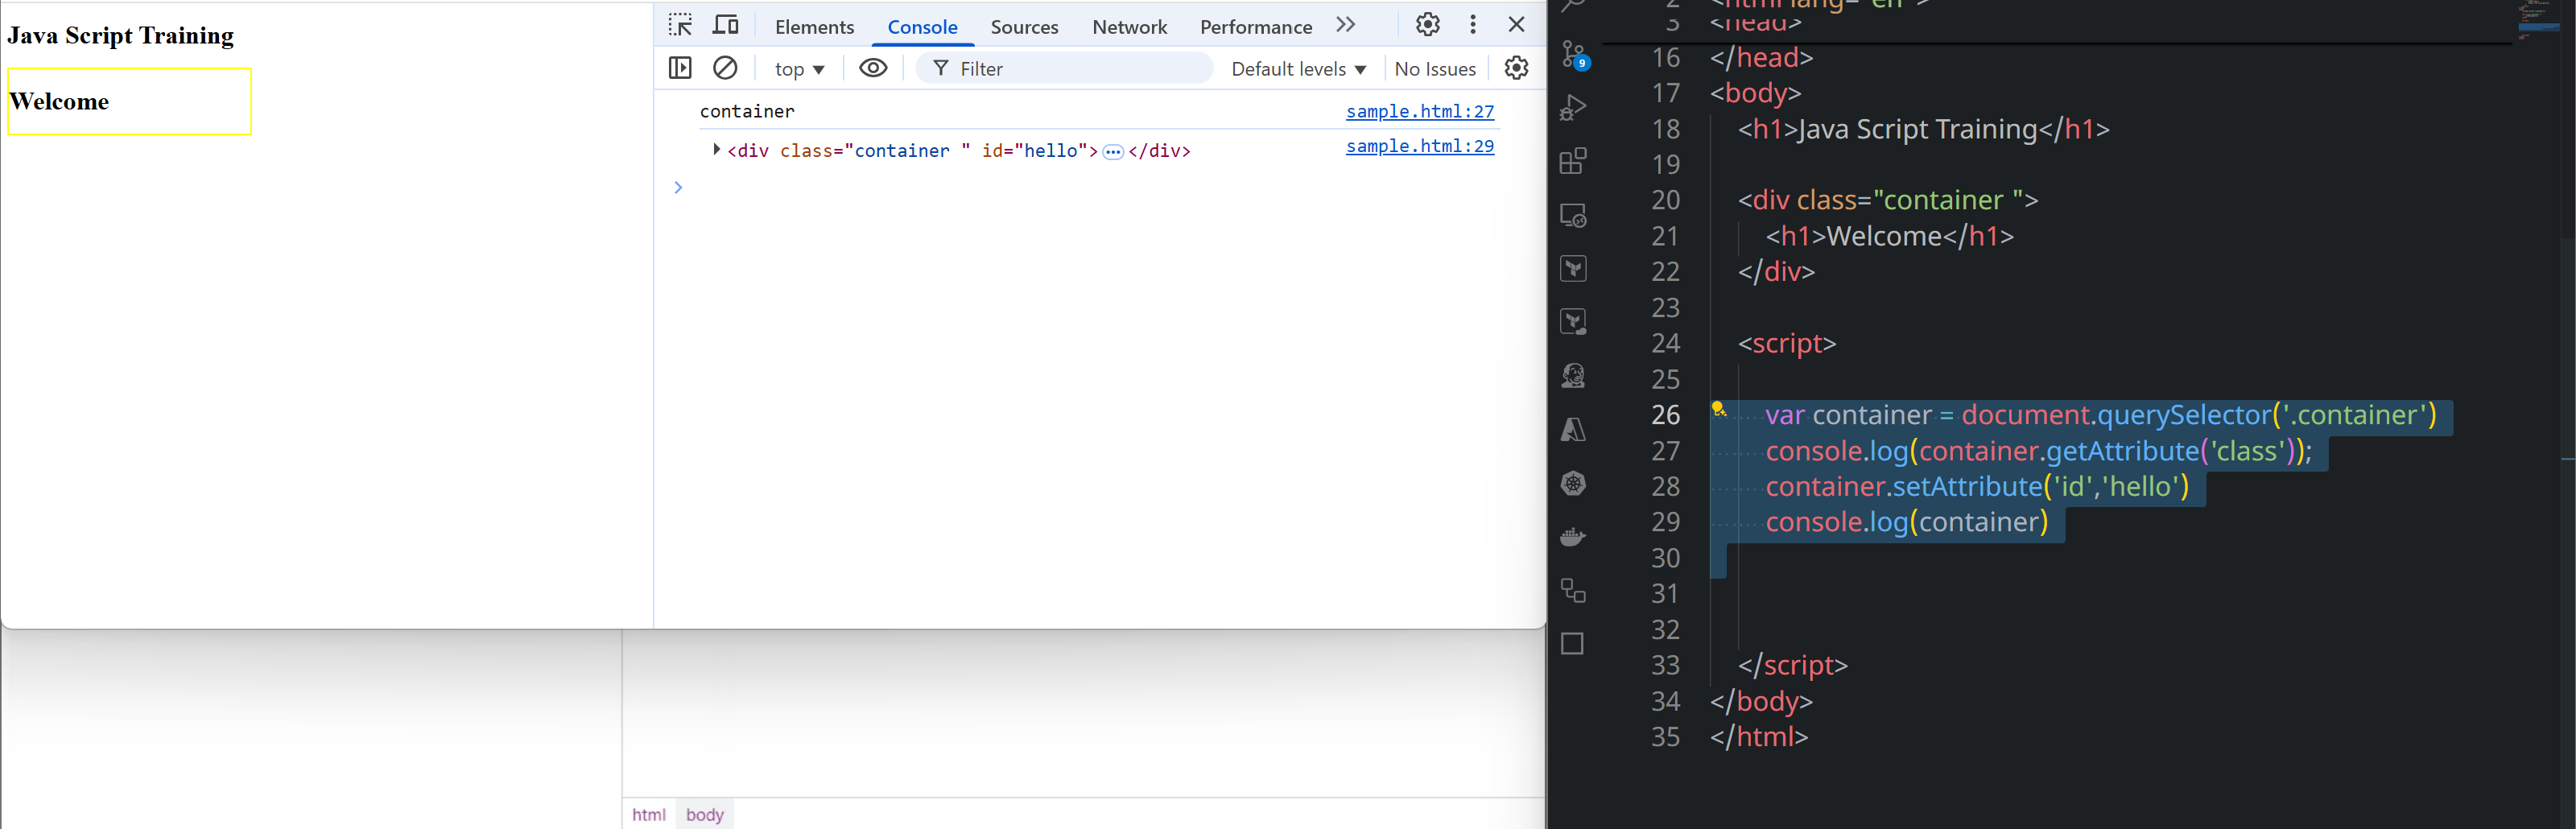 Java Script Training
Welcome
Elements Console Sources Network Performance
top Filter Default levels No Issues
container sample.html:27
<div class="container " id="hello">…</div> sample.html:29
html body
9
2 <html lang="en">
3 <head>
16 </head>
17 <body>
18 <h1>Java Script Training</h1>
19
20 <div class="container ">
21 <h1>Welcome</h1>
22 </div>
23
24 <script>
25
26 var container = document.querySelector('.container')
27 console.log(container.getAttribute('class'));
28 container.setAttribute('id','hello')
29 console.log(container)
30
31
32
33 </script>
34 </body>
35 </html>